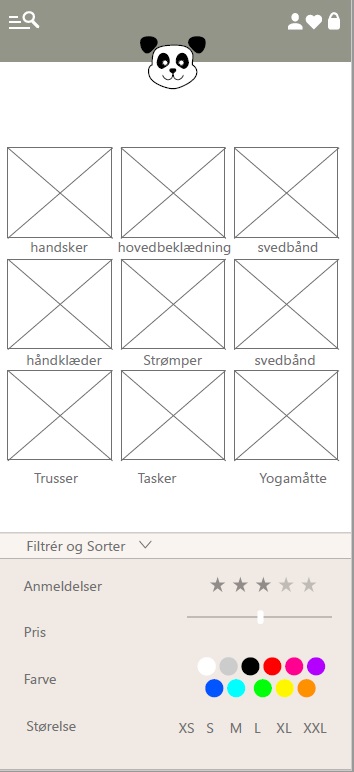 handsker hovedbeklædning svedbånd
håndklæder Strømper svedbånd
Trusser Tasker Yogamåtte
Filtrér og Sorter
Anmeldelser
Pris
Farve
Størelse XS S M L XL XXL